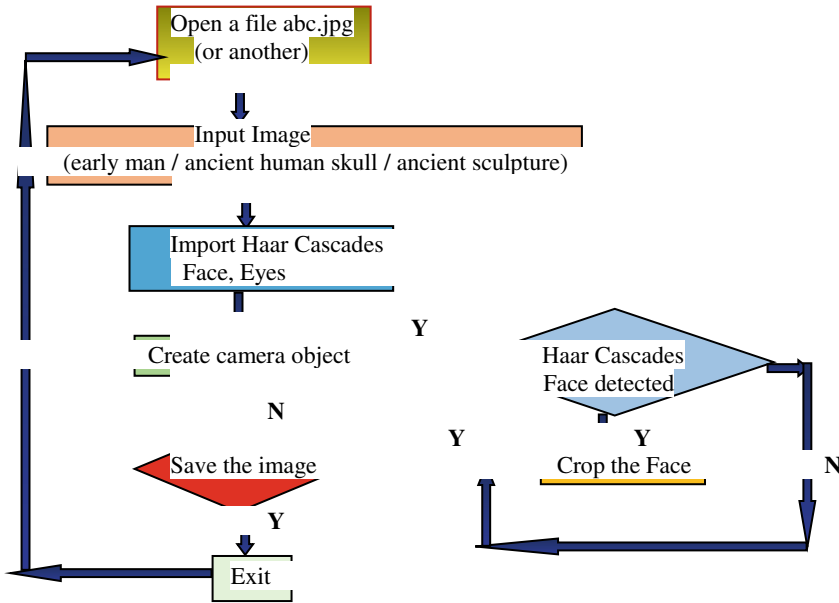 Open a file abc.jpg
(or another)
Input Image
(early man / ancient human skull / ancient sculpture)
Import Haar Cascades
Face, Eyes
Y
Create camera object
Haar Cascades
Face detected
N
Y
Y
Save the image
Crop the Face
N
Y
Exit